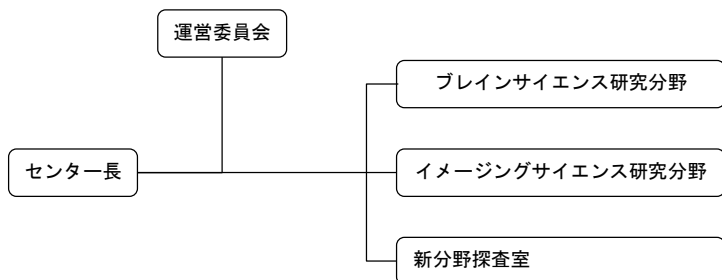 運営委員会
ブレインサイエンス研究分野
センター長
イメージングサイエンス研究分野
新分野探査室